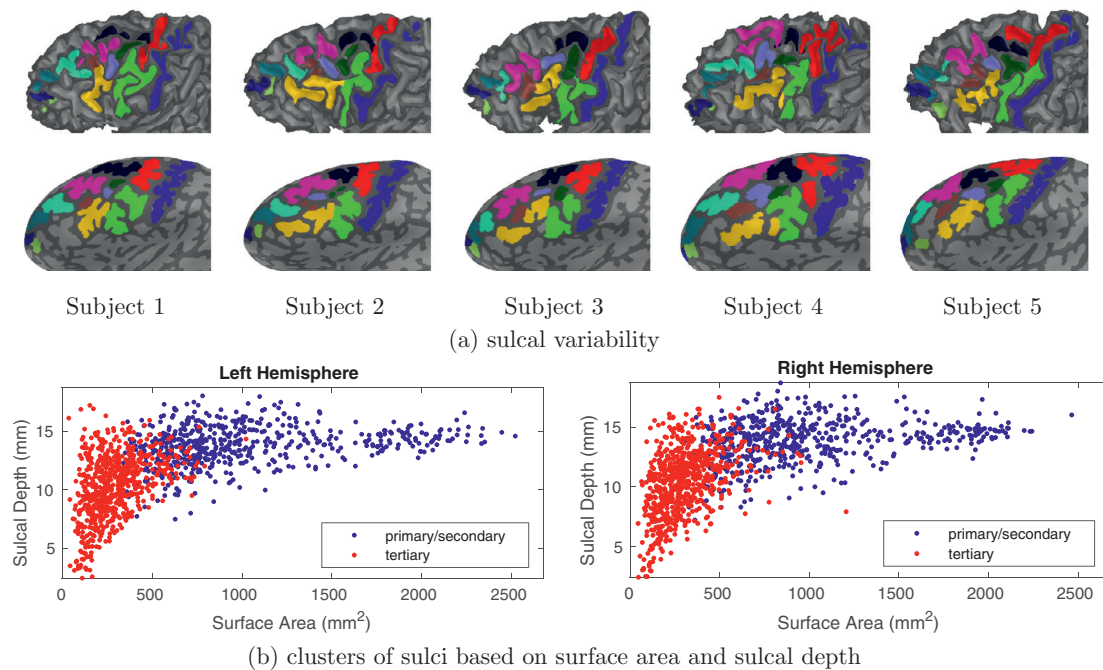 Subject 1 Subject 2 Subject 3 Subject 4 Subject 5
(a) sulcal variability
Left Hemisphere
Sulcal Depth (mm)
15
10
5
primary/secondary
tertiary
0 500 1000 1500 2000 2500
Surface Area (mm²)
Right Hemisphere
Sulcal Depth (mm)
15
10
5
primary/secondary
tertiary
0 500 1000 1500 2000 2500
Surface Area (mm²)
(b) clusters of sulci based on surface area and sulcal depth